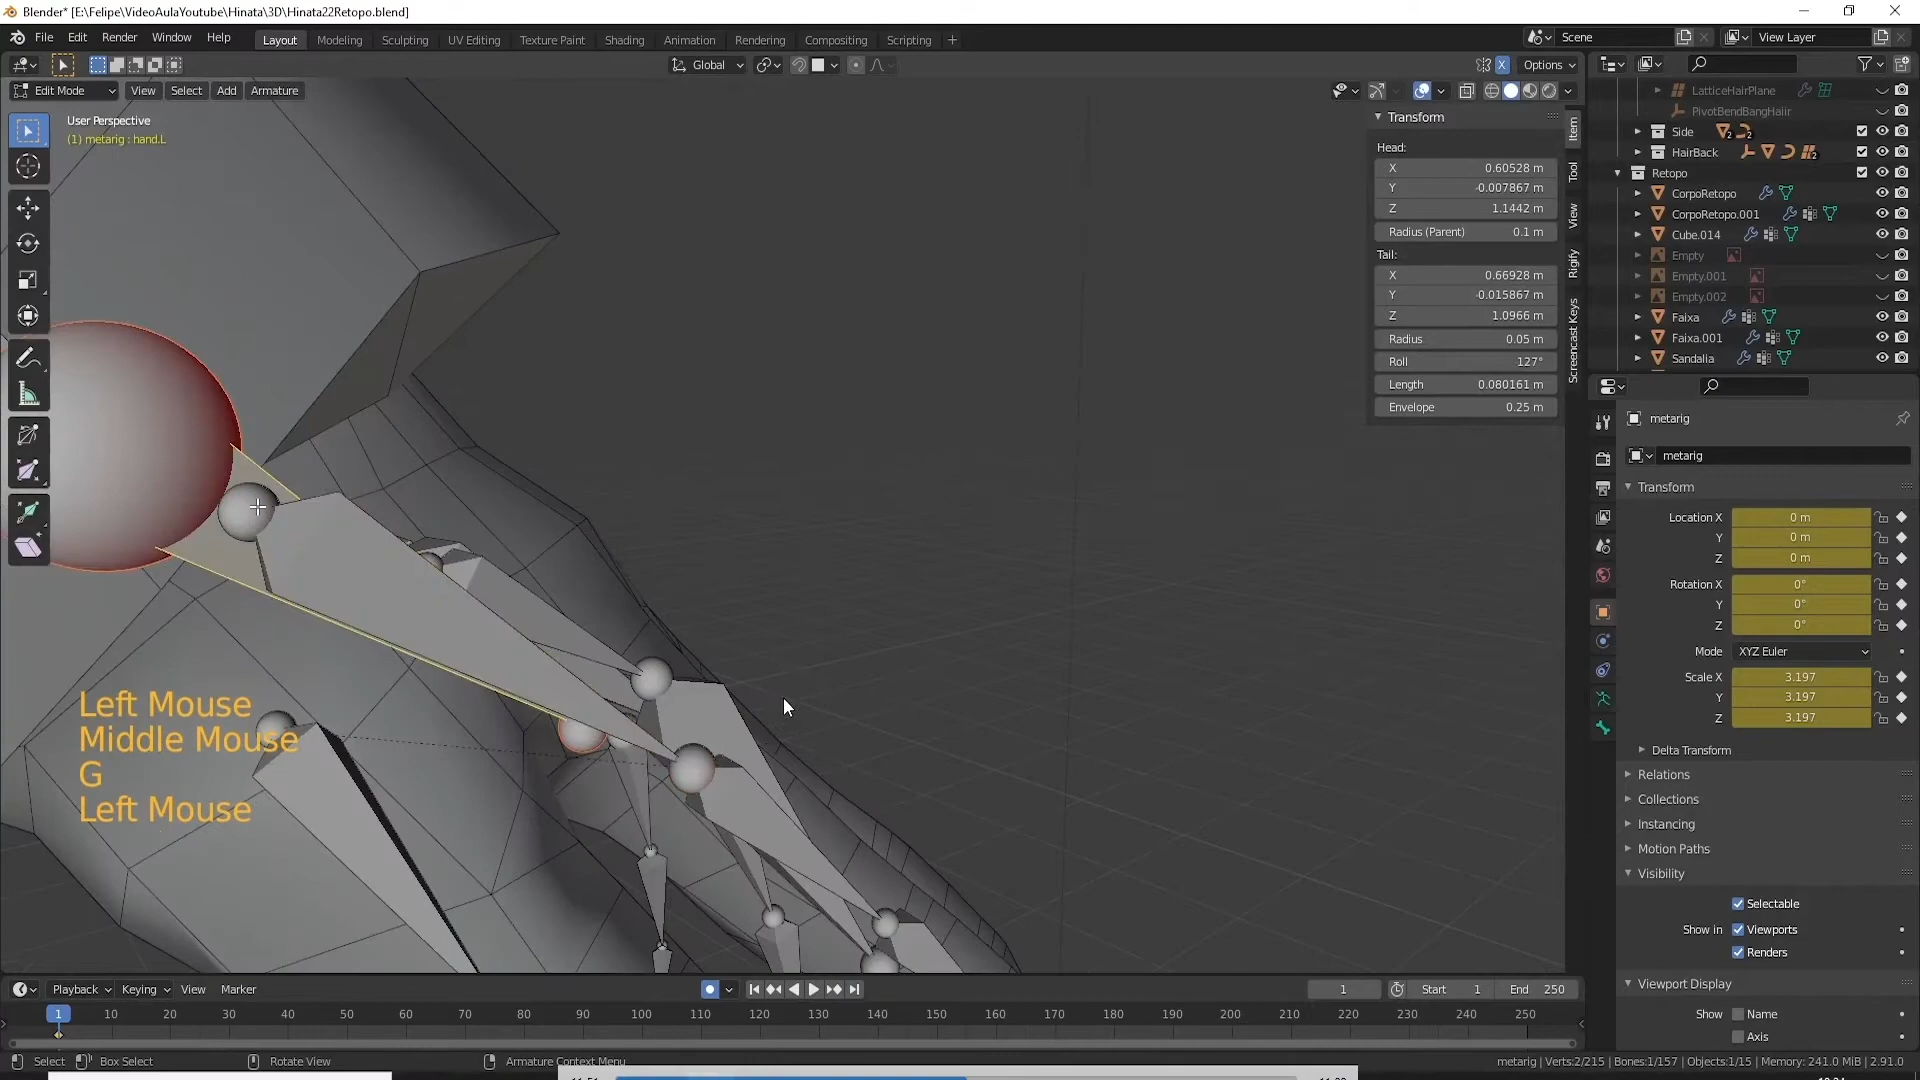 Blender* [E:\Felipe\VideoAulaYoutube\Hinata\3D\Hinata22Retopo.blend]
File Edit Render Window Help Layout Modeling Sculpting UV Editing Texture Paint Shading Animation Rendering Compositing Scripting + Scene View Layer
Global X Options
Edit Mode View Select Add Armature
User Perspective
(1) metarig : hand.L
Transform
Head:
X 0.60528 m
Y -0.007867 m
Z 1.1442 m
Radius (Parent) 0.1 m
Tail:
X 0.66928 m
Y -0.015867 m
Z 1.0966 m
Radius 0.05 m
Roll 127°
Length 0.080161 m
Envelope 0.25 m
Item
Tool
View
Rigify
Screencast Keys
LatticeHairPlane
PivotBendBangHaiir
Side 2 2
HairBack 2
Retopo
CorpoRetopo
CorpoRetopo.001
Cube.014
Empty
Empty.001
Empty.002
Faixa
Faixa.001
Sandalia
metarig
metarig
Transform
Location X 0 m
Y 0 m
Z 0 m
Rotation X 0°
Y 0°
Z 0°
Mode XYZ Euler
Scale X 3.197
Y 3.197
Z 3.197
Delta Transform
Relations
Collections
Instancing
Motion Paths
Visibility
Selectable
Show in Viewports
Renders
Viewport Display
Show Name
Axis
Left Mouse
Middle Mouse
G
Left Mouse
Playback Keying View Marker 1 Start 1 End 250
1 10 20 30 40 50 60 70 80 90 100 110 120 130 140 150 160 170 180 190 200 210 220 230 240 250
Select Box Select Rotate View Armature Context Menu metarig | Verts:2/215 | Bones:1/157 | Objects:1/15 | Memory: 241.0 MiB | 2.91.0